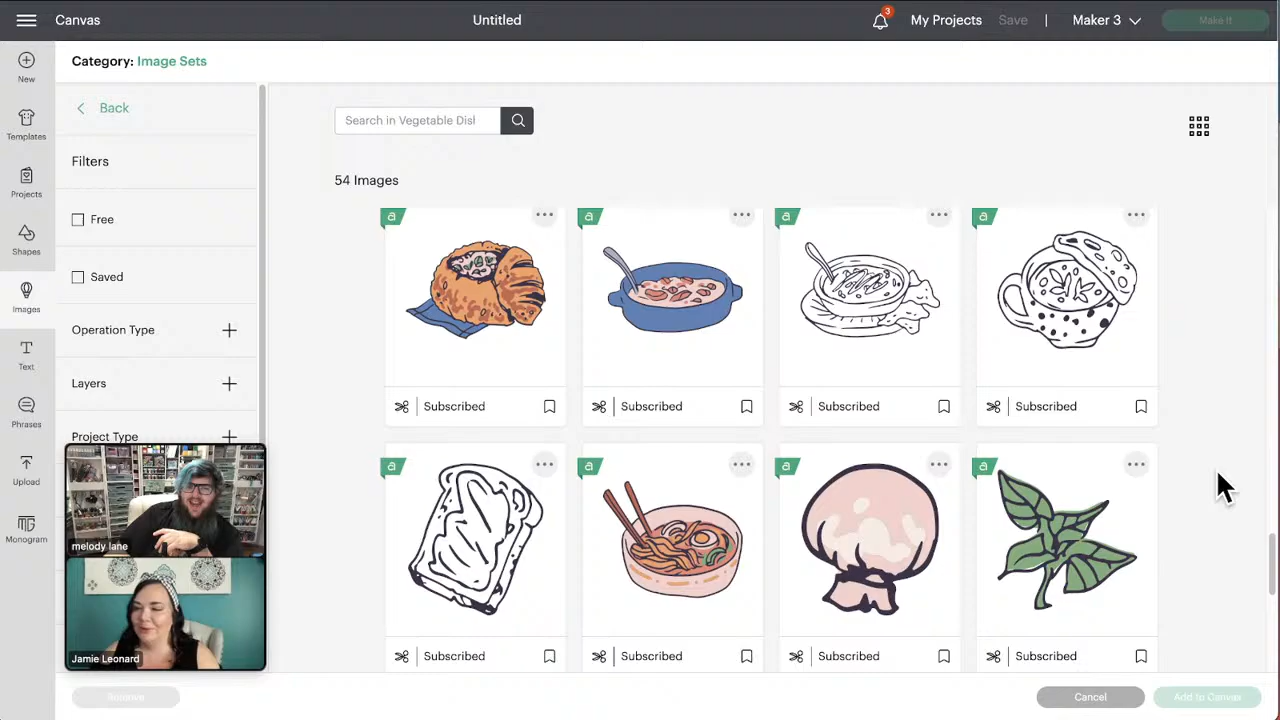 Canvas
Untitled
3
My Projects
Save
Maker 3
Make It
New
Templates
Projects
Shapes
Images
Text
Phrases
Upload
Monogram
Category: Image Sets
Back
Filters
Free
Saved
Operation Type
Layers
Project Type
melody lane
Jamie Leonard
Search in Vegetable Disl
54 Images
a
a
a
a
Subscribed
Subscribed
Subscribed
Subscribed
a
a
a
a
Subscribed
Subscribed
Subscribed
Subscribed
Cancel
Add to Canvas